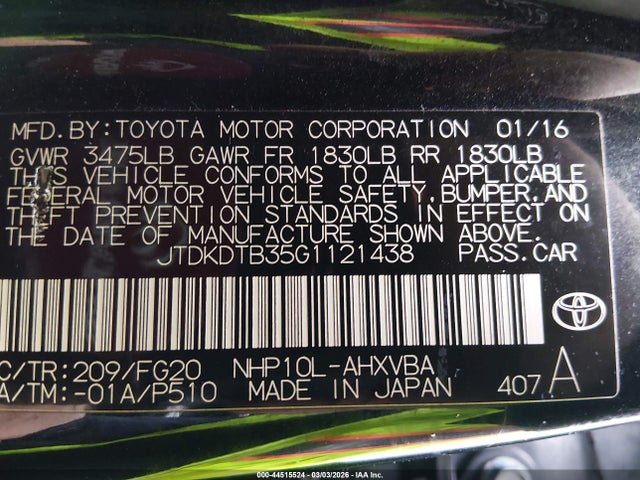 MFD. BY: TOYOTA MOTOR CORPORATION 01/16
GVWR 3475LB GAWR FR 1830LB RR 1830LB
THIS VEHICLE CONFORMS TO ALL APPLICABLE
FEDERAL MOTOR VEHICLE SAFETY, BUMPER, AND
THEFT PREVENTION STANDARDS IN EFFECT ON
THE DATE OF MANUFACTURE SHOWN ABOVE.
JTDKDTB35G1121438 PASS. CAR
TOYOTA
C/TR: 209/FG20 NHP10L-AHXVBA
A/TM: -01A/P510 MADE IN JAPAN 407 A
000-44515524 | 03/03/2026 - Copyright © IAA, Inc.